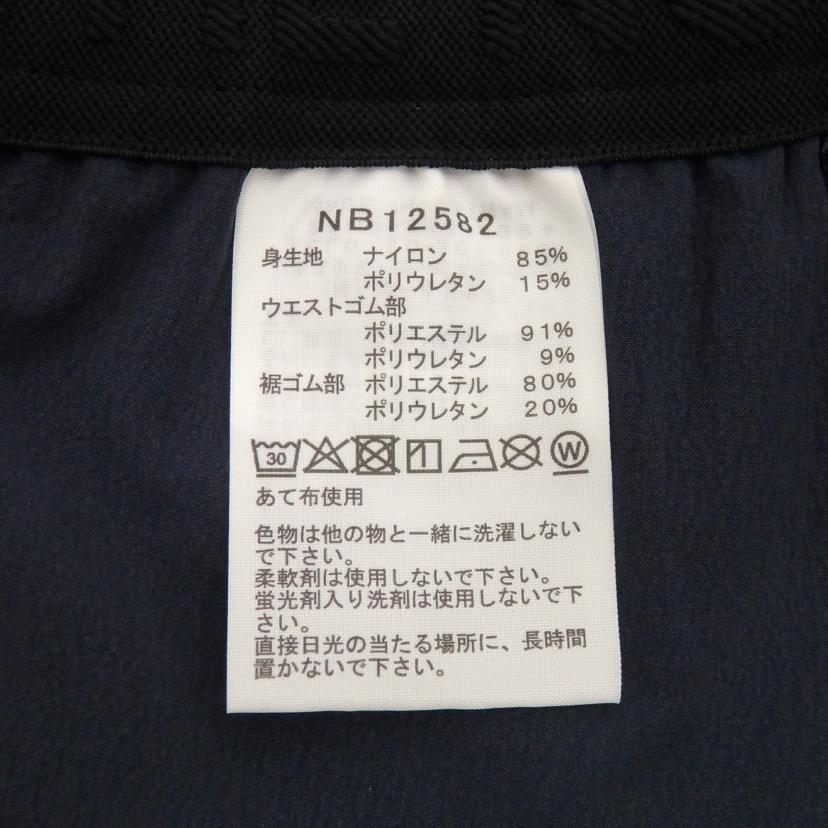 NB12582
身生地 ナイロン 85%
ポリウレタン 15%
ウエストゴム部
ポリエステル 91%
ポリウレタン 9%
裾ゴム部 ポリエステル 80%
ポリウレタン 20%
30 W
あて布使用
色物は他の物と一緒に洗濯しない
で下さい。
柔軟剤は使用しないで下さい。
蛍光剤入り洗剤は使用しないで下
さい。
直接日光の当たる場所に、長時間
置かないで下さい。